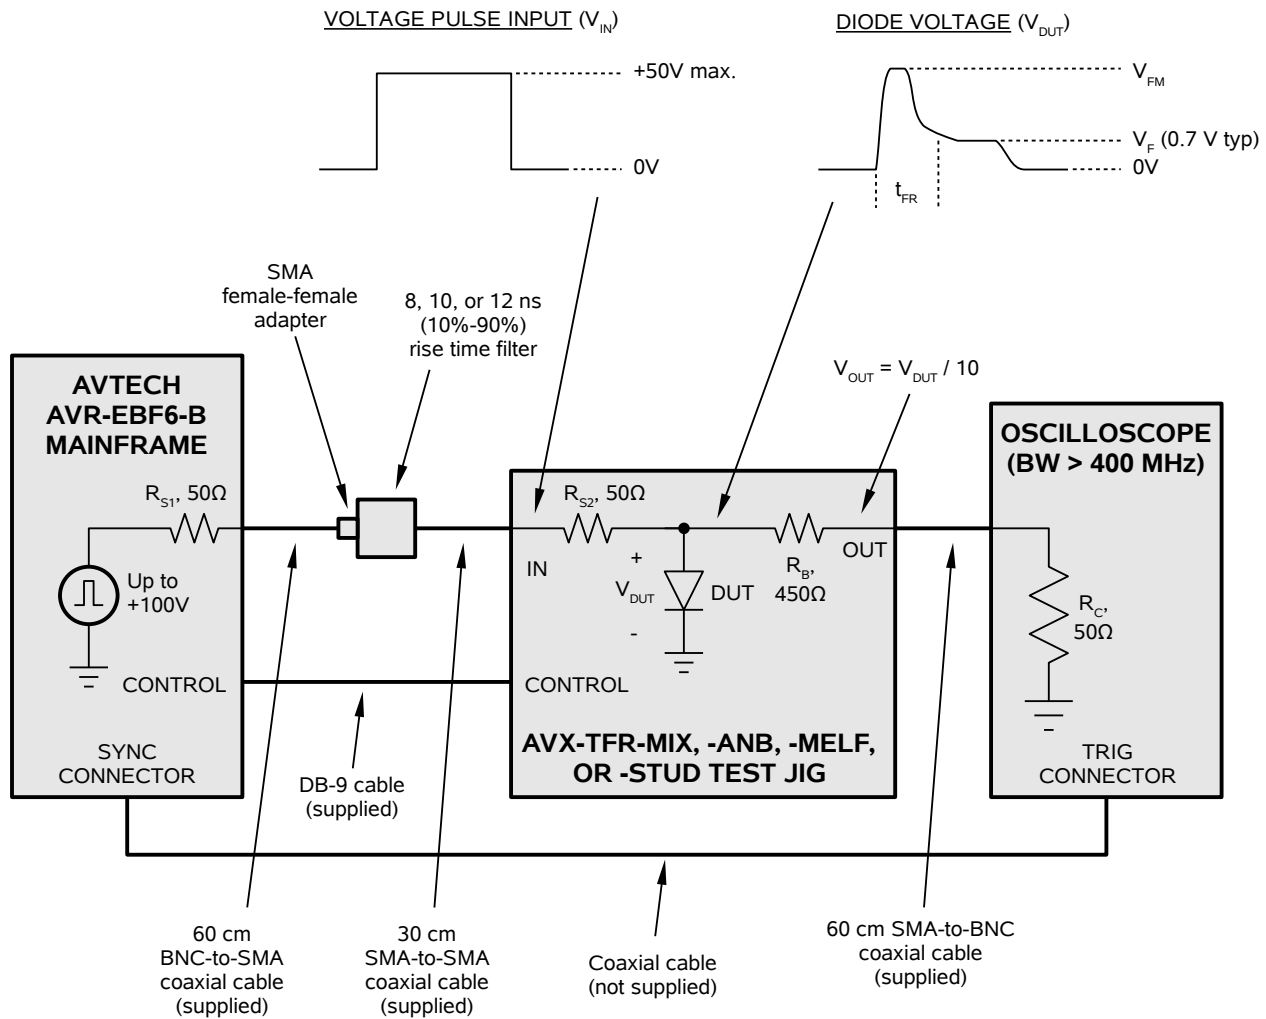 VOLTAGE PULSE INPUT (VIN)
+50V max.
0V
DIODE VOLTAGE (VDUT)
VFM
VF (0.7 V typ)
0V
tFR
SMA
female-female
adapter
8, 10, or 12 ns
(10%-90%)
rise time filter
VOUT = VDUT / 10
AVTECH
AVR-EBF6-B
MAINFRAME
RS1, 50Ω
Up to
+100V
CONTROL
SYNC
CONNECTOR
RS2, 50Ω
IN
+
VDUT
-
DUT
RB,
450Ω
OUT
CONTROL
AVX-TFR-MIX, -ANB, -MELF,
OR -STUD TEST JIG
OSCILLOSCOPE
(BW > 400 MHz)
RC,
50Ω
TRIG
CONNECTOR
DB-9 cable
(supplied)
60 cm
BNC-to-SMA
coaxial cable
(supplied)
30 cm
SMA-to-SMA
coaxial cable
(supplied)
Coaxial cable
(not supplied)
60 cm SMA-to-BNC
coaxial cable
(supplied)